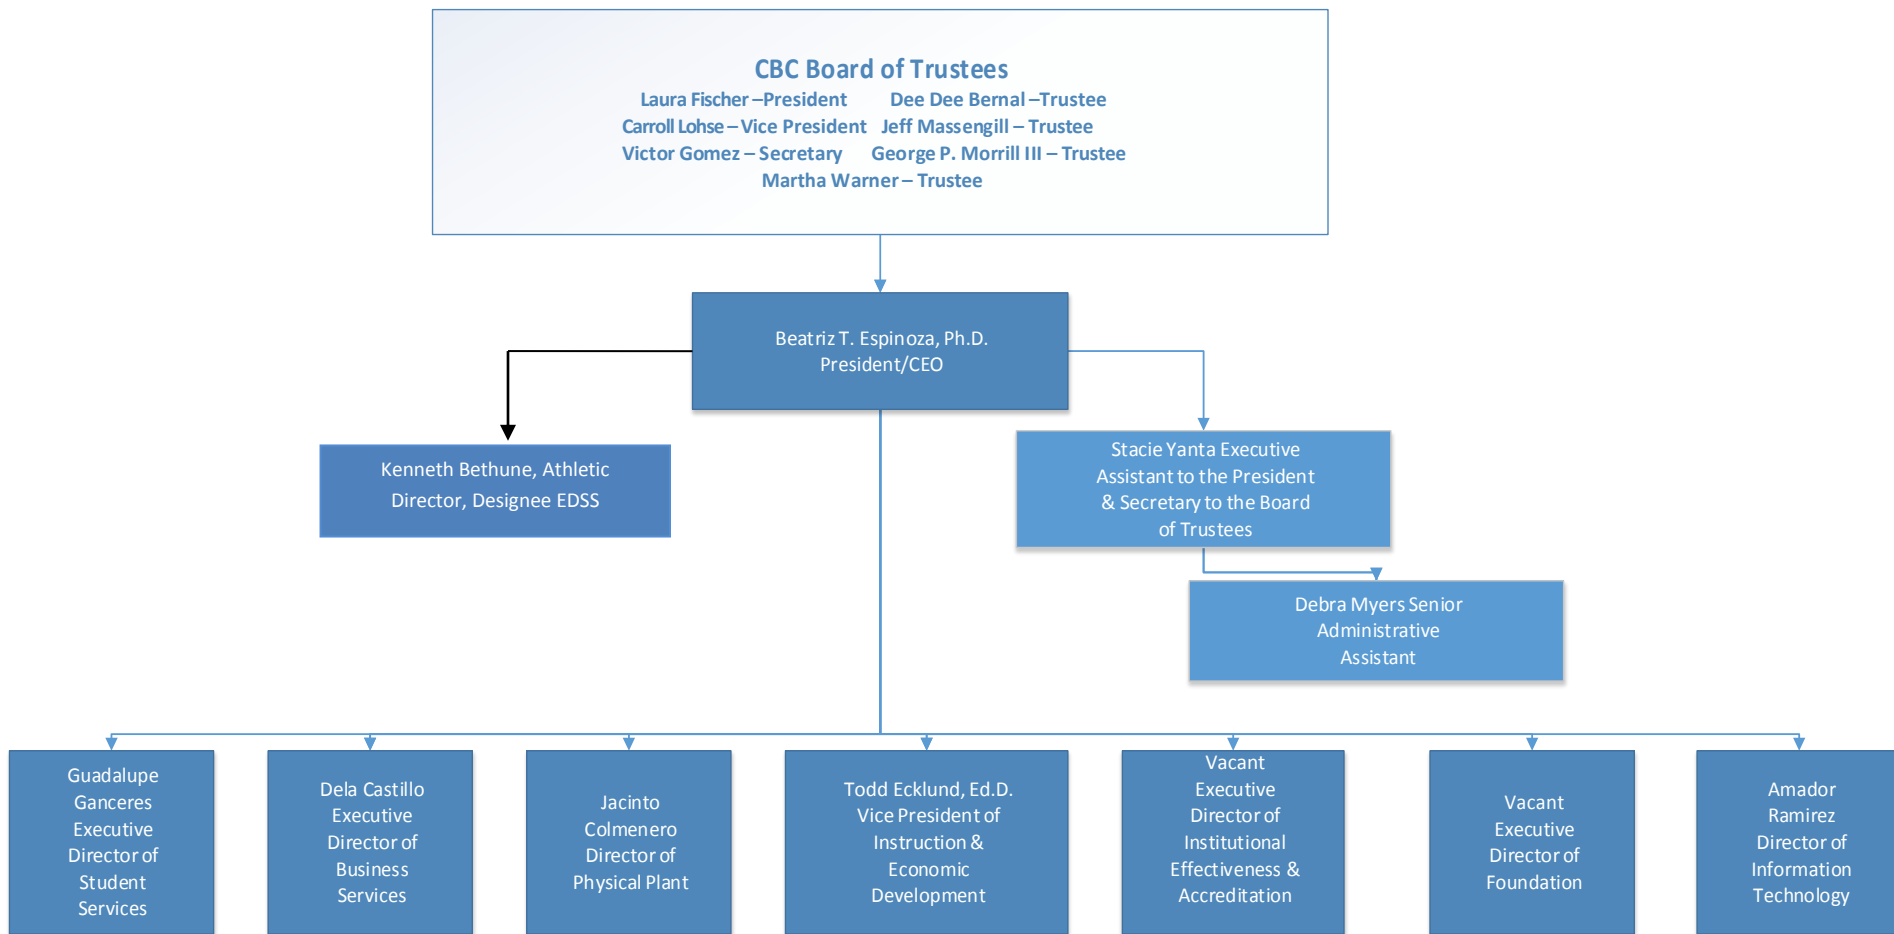 CBC Board of Trustees
Laura Fischer –President Dee Dee Bernal –Trustee
Carroll Lohse – Vice President Jeff Massengill – Trustee
Victor Gomez – Secretary George P. Morrill III – Trustee
Martha Warner – Trustee
Beatriz T. Espinoza, Ph.D.
President/CEO
Kenneth Bethune, Athletic
Director, Designee EDSS
Stacie Yanta Executive
Assistant to the President
& Secretary to the Board
of Trustees
Debra Myers Senior
Administrative
Assistant
Guadalupe
Ganceres
Executive
Director of
Student
Services
Dela Castillo
Executive
Director of
Business
Services
Jacinto
Colmenero
Director of
Physical Plant
Todd Ecklund, Ed.D.
Vice President of
Instruction &
Economic
Development
Vacant
Executive
Director of
Institutional
Effectiveness &
Accreditation
Vacant
Executive
Director of
Foundation
Amador
Ramirez
Director of
Information
Technology